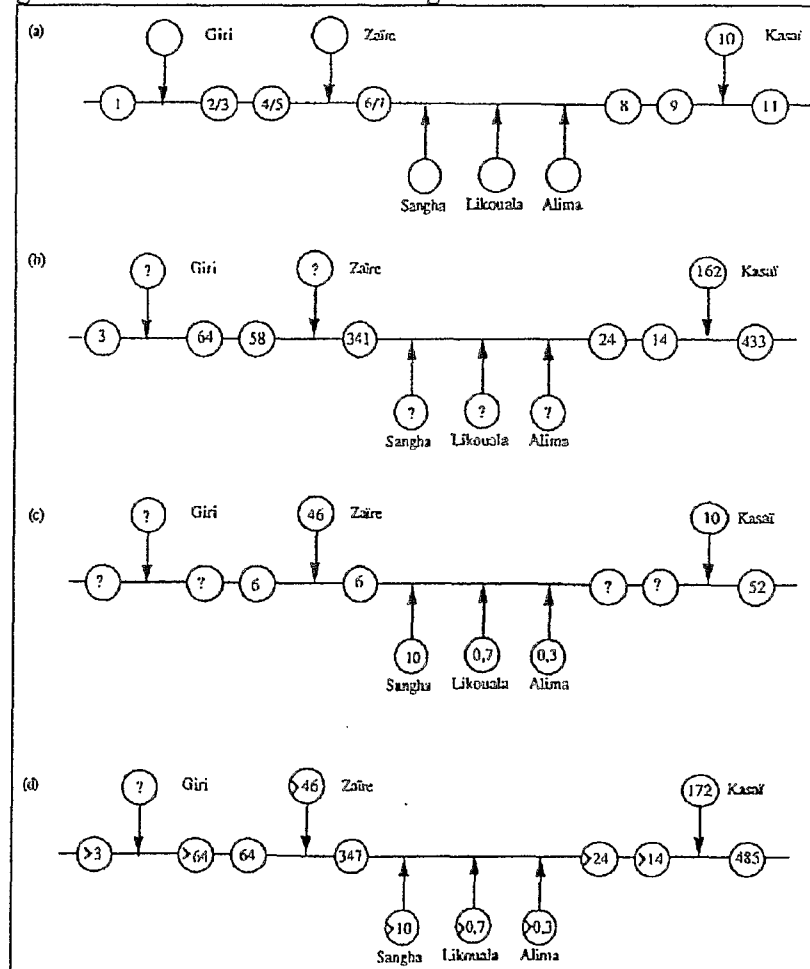 (a) Giri Zaïre 10 Kasaï
1 2/3 4/5 6/7 8 9 11
Sangha Likouala Alima
(b) ? Giri ? Zaïre 162 Kasaï
3 64 58 341 24 14 433
? ? ?
Sangha Likouala Alima
(c) ? Giri 46 Zaïre 10 Kasaï
? ? 6 6 ? ? 52
10 0,7 0,3
Sangha Likouala Alima
(d) ? Giri >46 Zaïre 172 Kasaï
>3 >64 64 347 >24 >14 485
>10 >0,7 >0,3
Sangha Likouala Alima